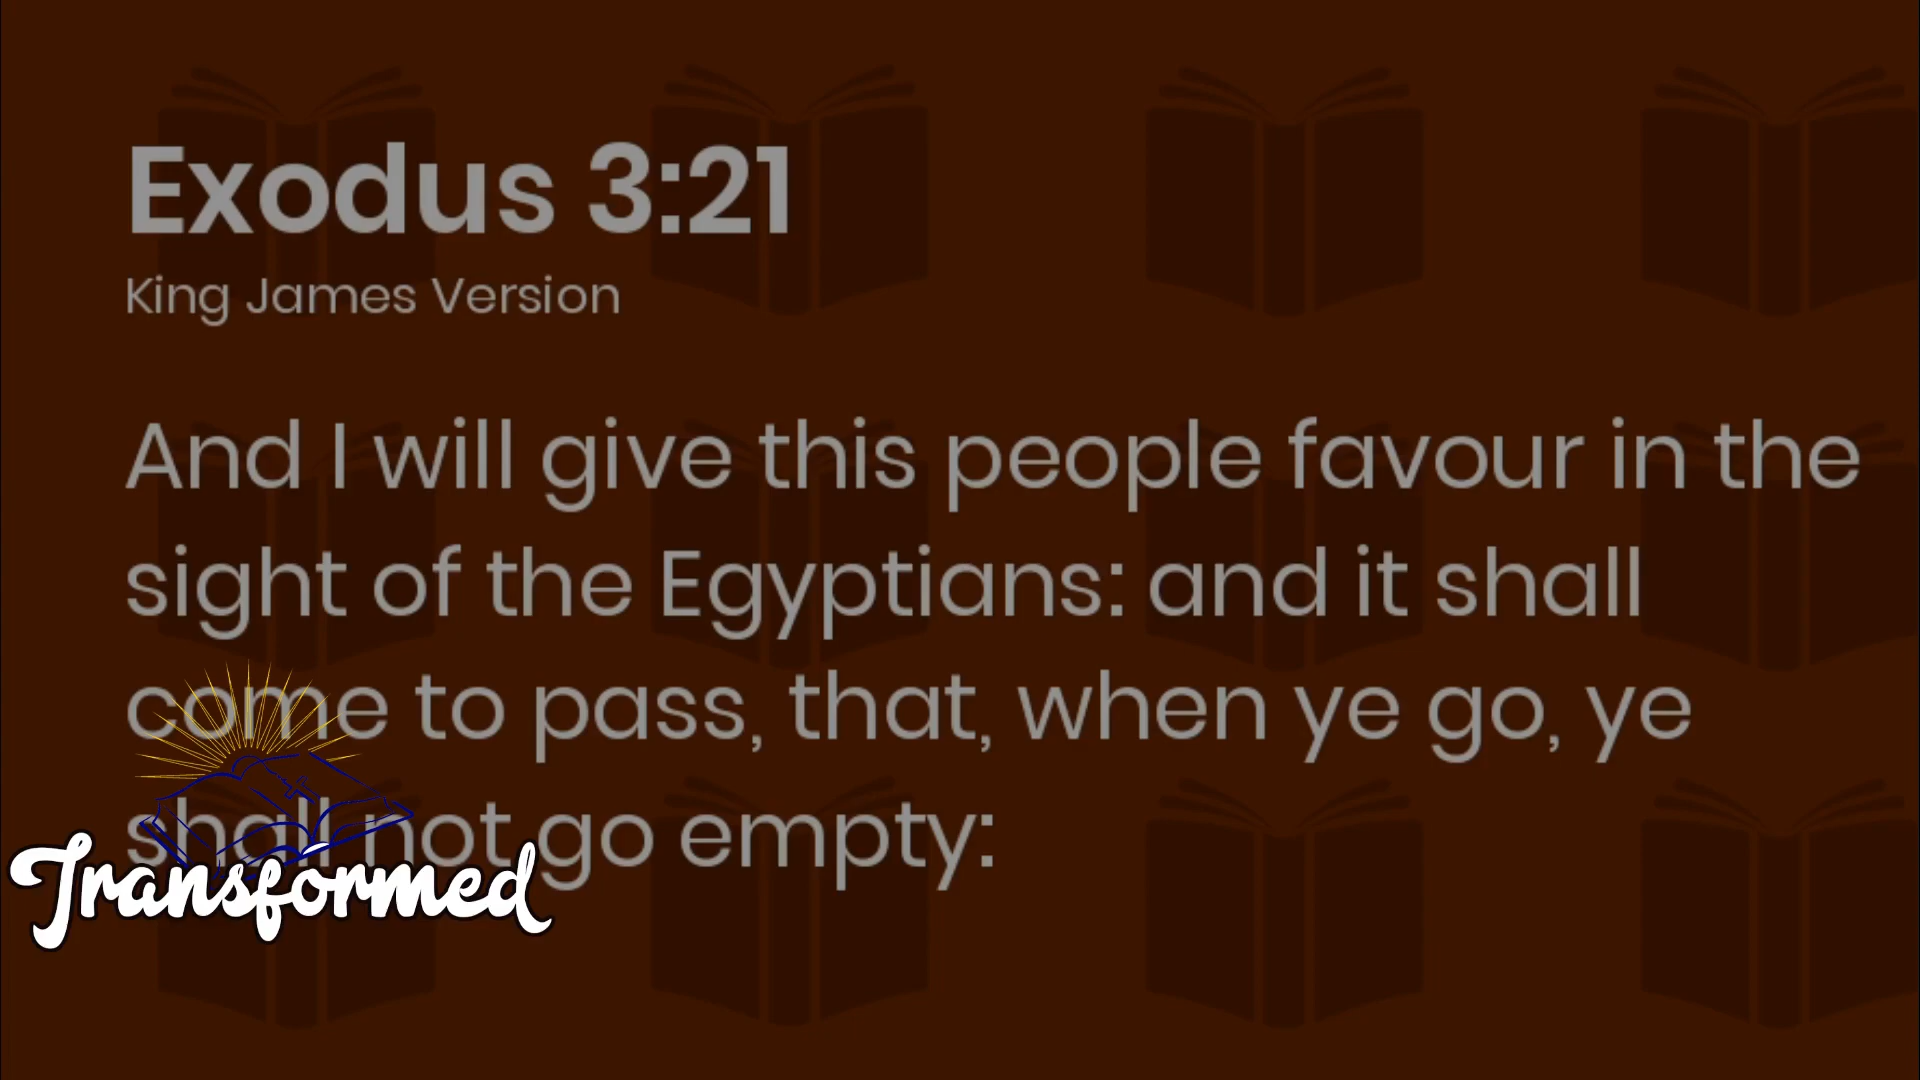 Exodus 3:21
King James Version
And I will give this people favour in the
sight of the Egyptians: and it shall
come to pass, that, when ye go, ye
shall not go empty:
Transformed